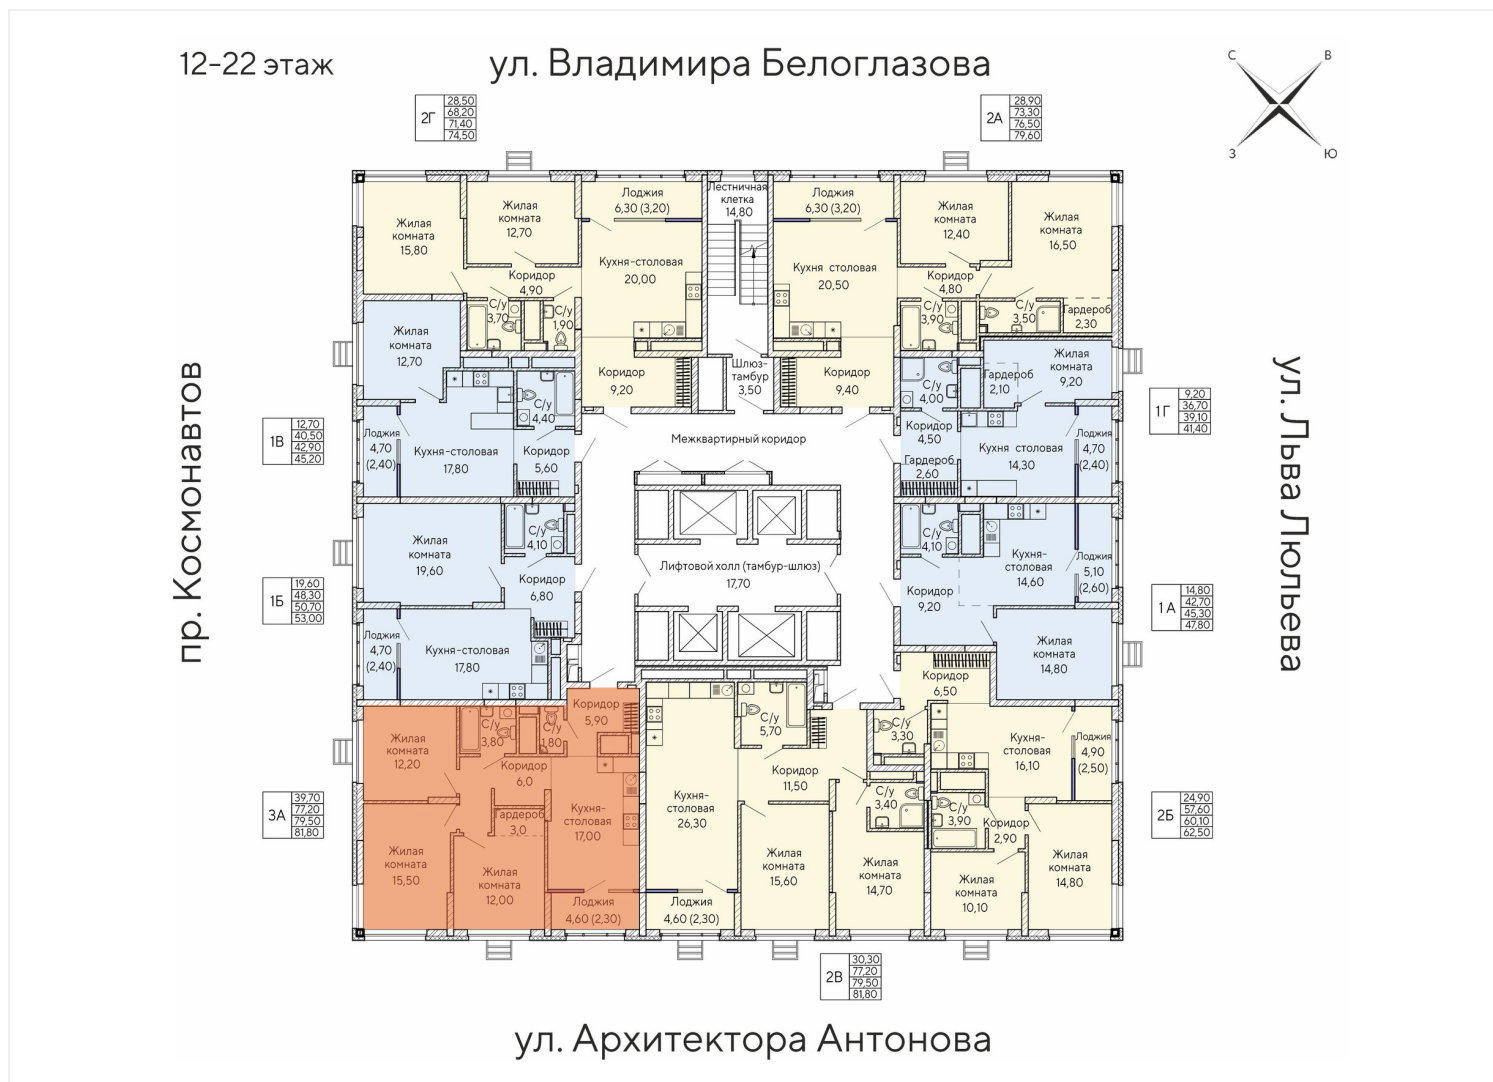 12-22 этаж
ул. Владимира Белоглазова
С
В
З
Ю
2Г
28,50
68,20
71,40
74,50
2А
28,90
73,30
76,50
79,60
Жилая
комната
15,80
Жилая
комната
12,70
Лоджия
6,30 (3,20)
Лестничная
клетка
14,80
Лоджия
6,30 (3,20)
Жилая
комната
12,40
Жилая
комната
16,50
Кухня-столовая
20,00
Кухня столовая
20,50
Коридор
4,90
Коридор
4,80
С/у
3,70
С/у
1,90
С/у
3,90
С/у
3,50
Гардероб
2,30
Жилая
комната
12,70
Коридор
9,20
Шлюз-
тамбур
3,50
Коридор
9,40
Жилая
комната
9,20
Гардероб
2,10
С/у
4,00
С/у
4,40
пр. Космонавтов
ул. Льва Люльева
1В
12,70
40,50
42,90
45,20
1Г
9,20
36,70
39,10
41,40
Лоджия
4,70
(2,40)
Кухня-столовая
17,80
Коридор
5,60
Межквартирный коридор
Коридор
4,50
Гардероб
2,60
Кухня столовая
14,30
Лоджия
4,70
(2,40)
Жилая
комната
19,60
С/у
4,10
Коридор
6,80
Лифтовой холл (тамбур-шлюз)
17,70
С/у
4,10
Кухня-
столовая
14,60
Лоджия
5,10
(2,60)
Коридор
9,20
1Б
19,60
48,30
50,70
53,00
1А
14,80
42,70
45,30
47,80
Лоджия
4,70
(2,40)
Кухня-столовая
17,80
Жилая
комната
14,80
Коридор
6,50
Коридор
5,90
С/у
3,80
С/у
1,80
Жилая
комната
12,20
С/у
5,70
С/у
3,30
Кухня-
столовая
16,10
Лоджия
4,90
(2,50)
Коридор
6,0
Коридор
11,50
3А
39,70
77,20
79,50
81,80
2Б
24,90
57,60
60,10
62,50
Гардероб
3,0
Кухня-
столовая
17,00
Кухня-
столовая
26,30
С/у
3,40
С/у
3,90
Коридор
2,90
Жилая
комната
15,50
Жилая
комната
12,00
Жилая
комната
15,60
Жилая
комната
14,70
Жилая
комната
10,10
Жилая
комната
14,80
Лоджия
4,60 (2,30)
Лоджия
4,60 (2,30)
2В
30,30
77,20
79,50
81,80
ул. Архитектора Антонова